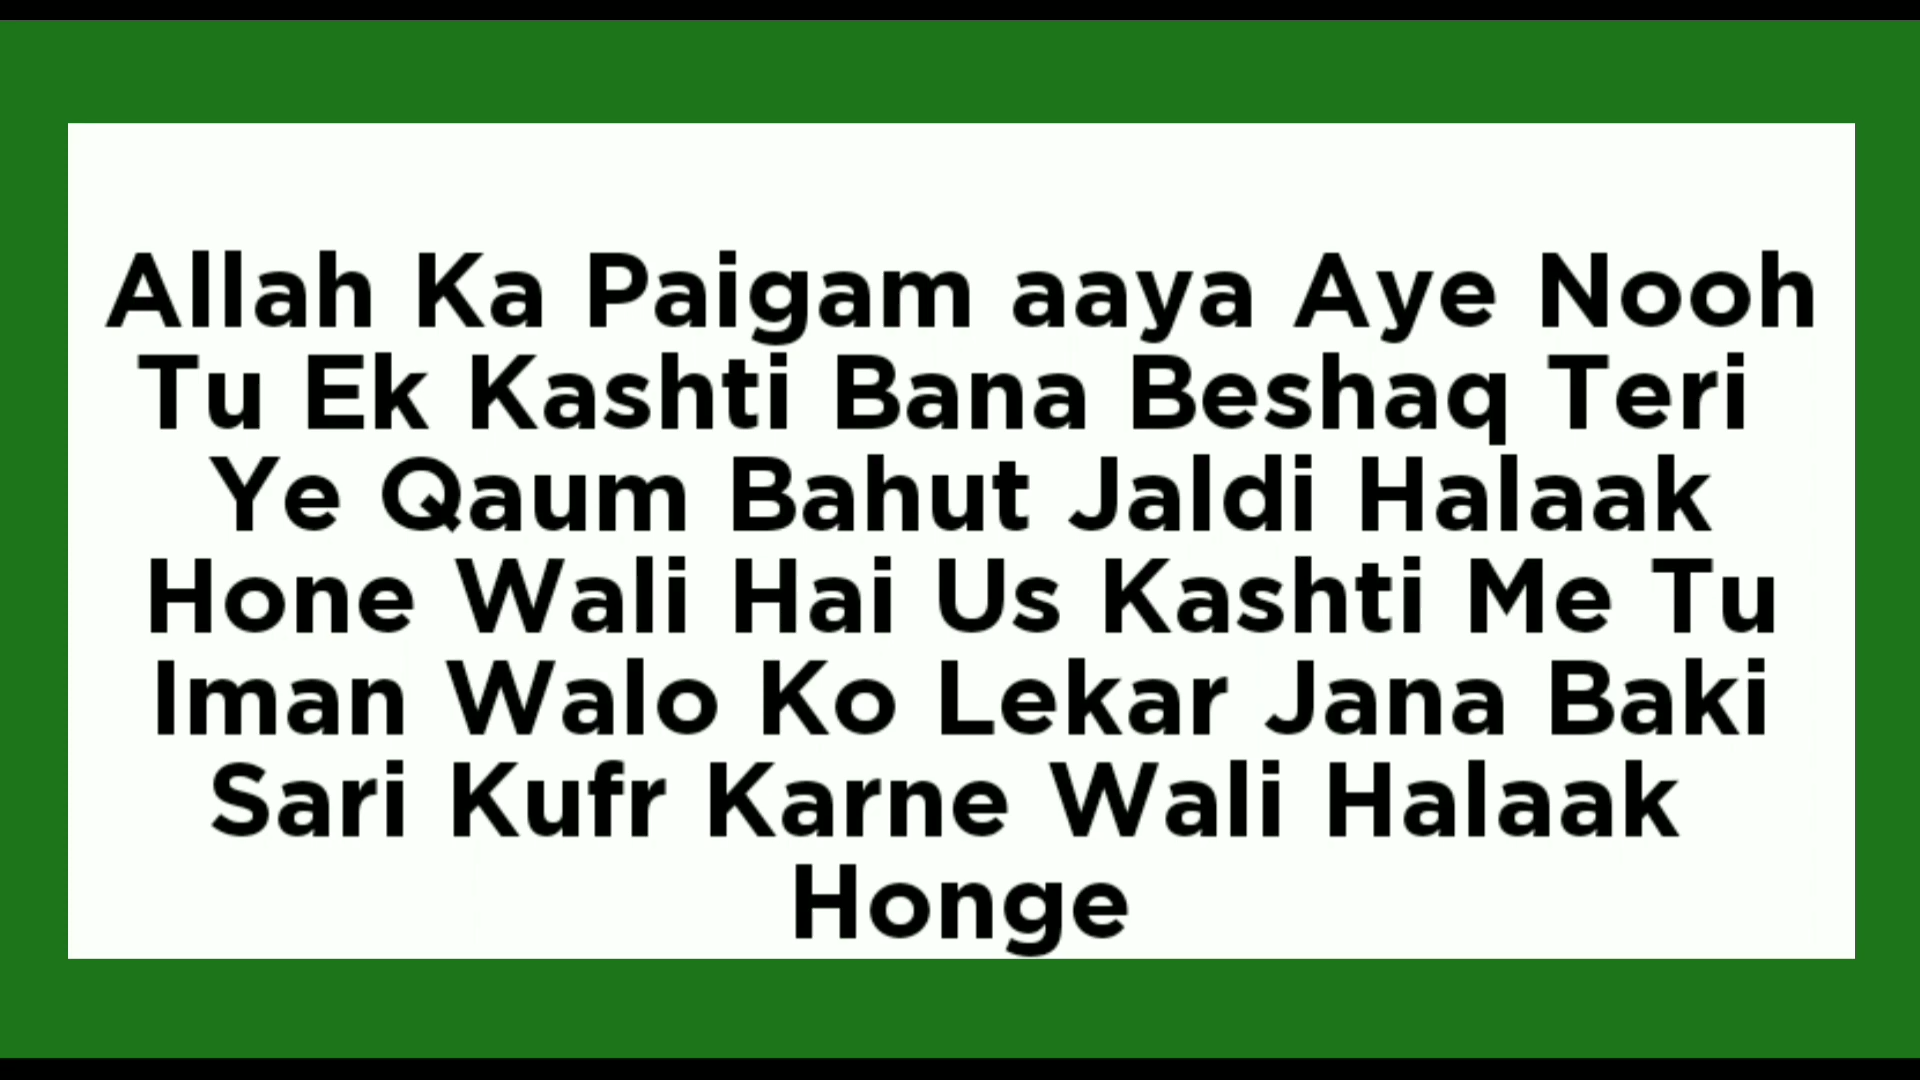 Allah Ka Paigam aaya Aye Nooh
Tu Ek Kashti Bana Beshaq Teri
Ye Qaum Bahut Jaldi Halaak
Hone Wali Hai Us Kashti Me Tu
Iman Walo Ko Lekar Jana Baki
Sari Kufr Karne Wali Halaak
Honge